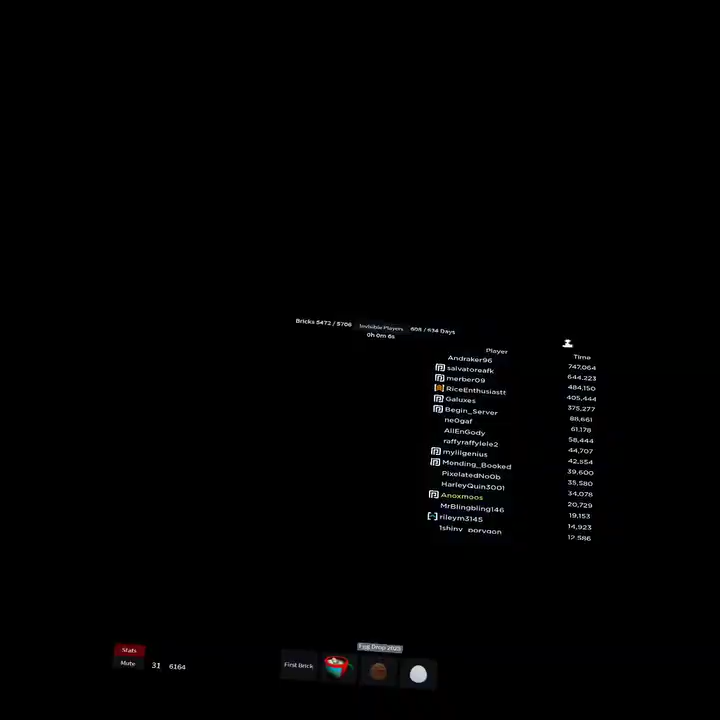 Bricks 5472 / 5706 Invisible Players 608 / 634 Days
0h 0m 6s
Player Time
Andraker96 747,064
salvatoreafk 644,223
merber09 484,150
RiceEnthusiastt 405,444
Galuxes 375,277
Begin_Server 88,661
ne0gaf 61,178
AllEnGody 58,444
raffyraffylele2 44,707
mylilgenius 42,554
Monding_Booked 39,600
PixelatedNo0b 35,580
HarleyQuin3001 34,078
Anoxmoos 20,729
MrBlingbling146 19,153
rileym3145 14,923
1shiny_porygon 12,586
Egg Drop 2025
Stats
Mute 31 6164
First Brick